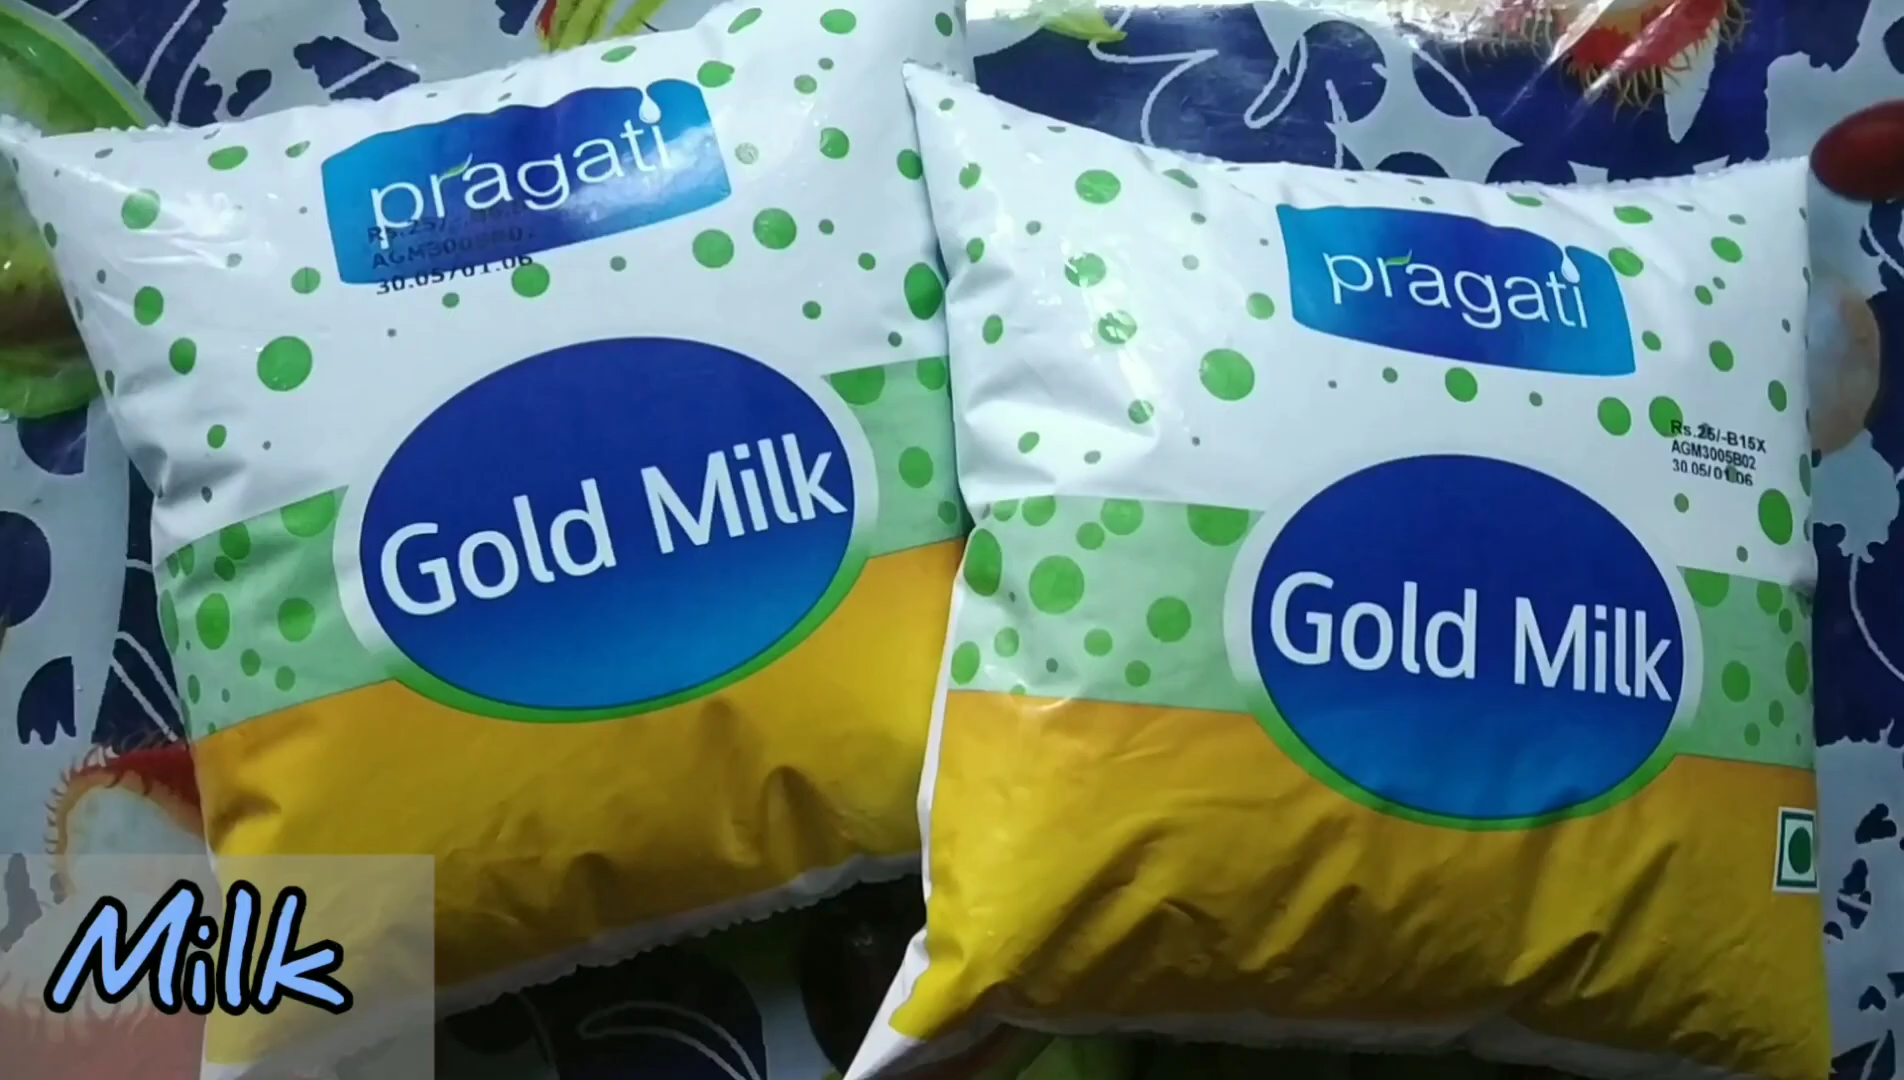 pragati
30.05/01.06
Gold Milk
pragati
Rs.25/-B15X
AGM3005B02
30.05/01.06
Gold Milk
Milk